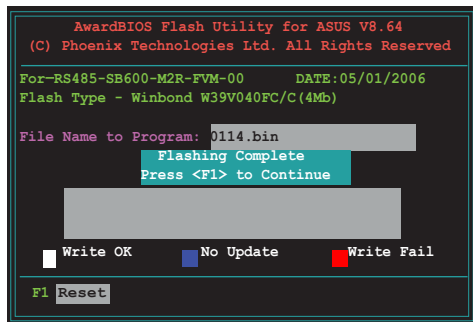 AwardBIOS Flash Utility for ASUS V8.64
(C) Phoenix Technologies Ltd. All Rights Reserved
For—RS485-SB600-M2R-FVM-00 DATE:05/01/2006
Flash Type - Winbond W39V040FC/C(4Mb)
File Name to Program: 0114.bin
Flashing Complete
Press <F1> to Continue
Write OK No Update Write Fail
F1 Reset